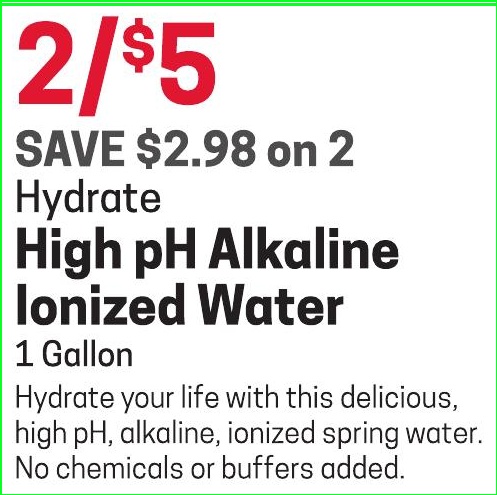 2/$5
SAVE $2.98 on 2
Hydrate
High pH Alkaline
Ionized Water
1 Gallon
Hydrate your life with this delicious,
high pH, alkaline, ionized spring water.
No chemicals or buffers added.